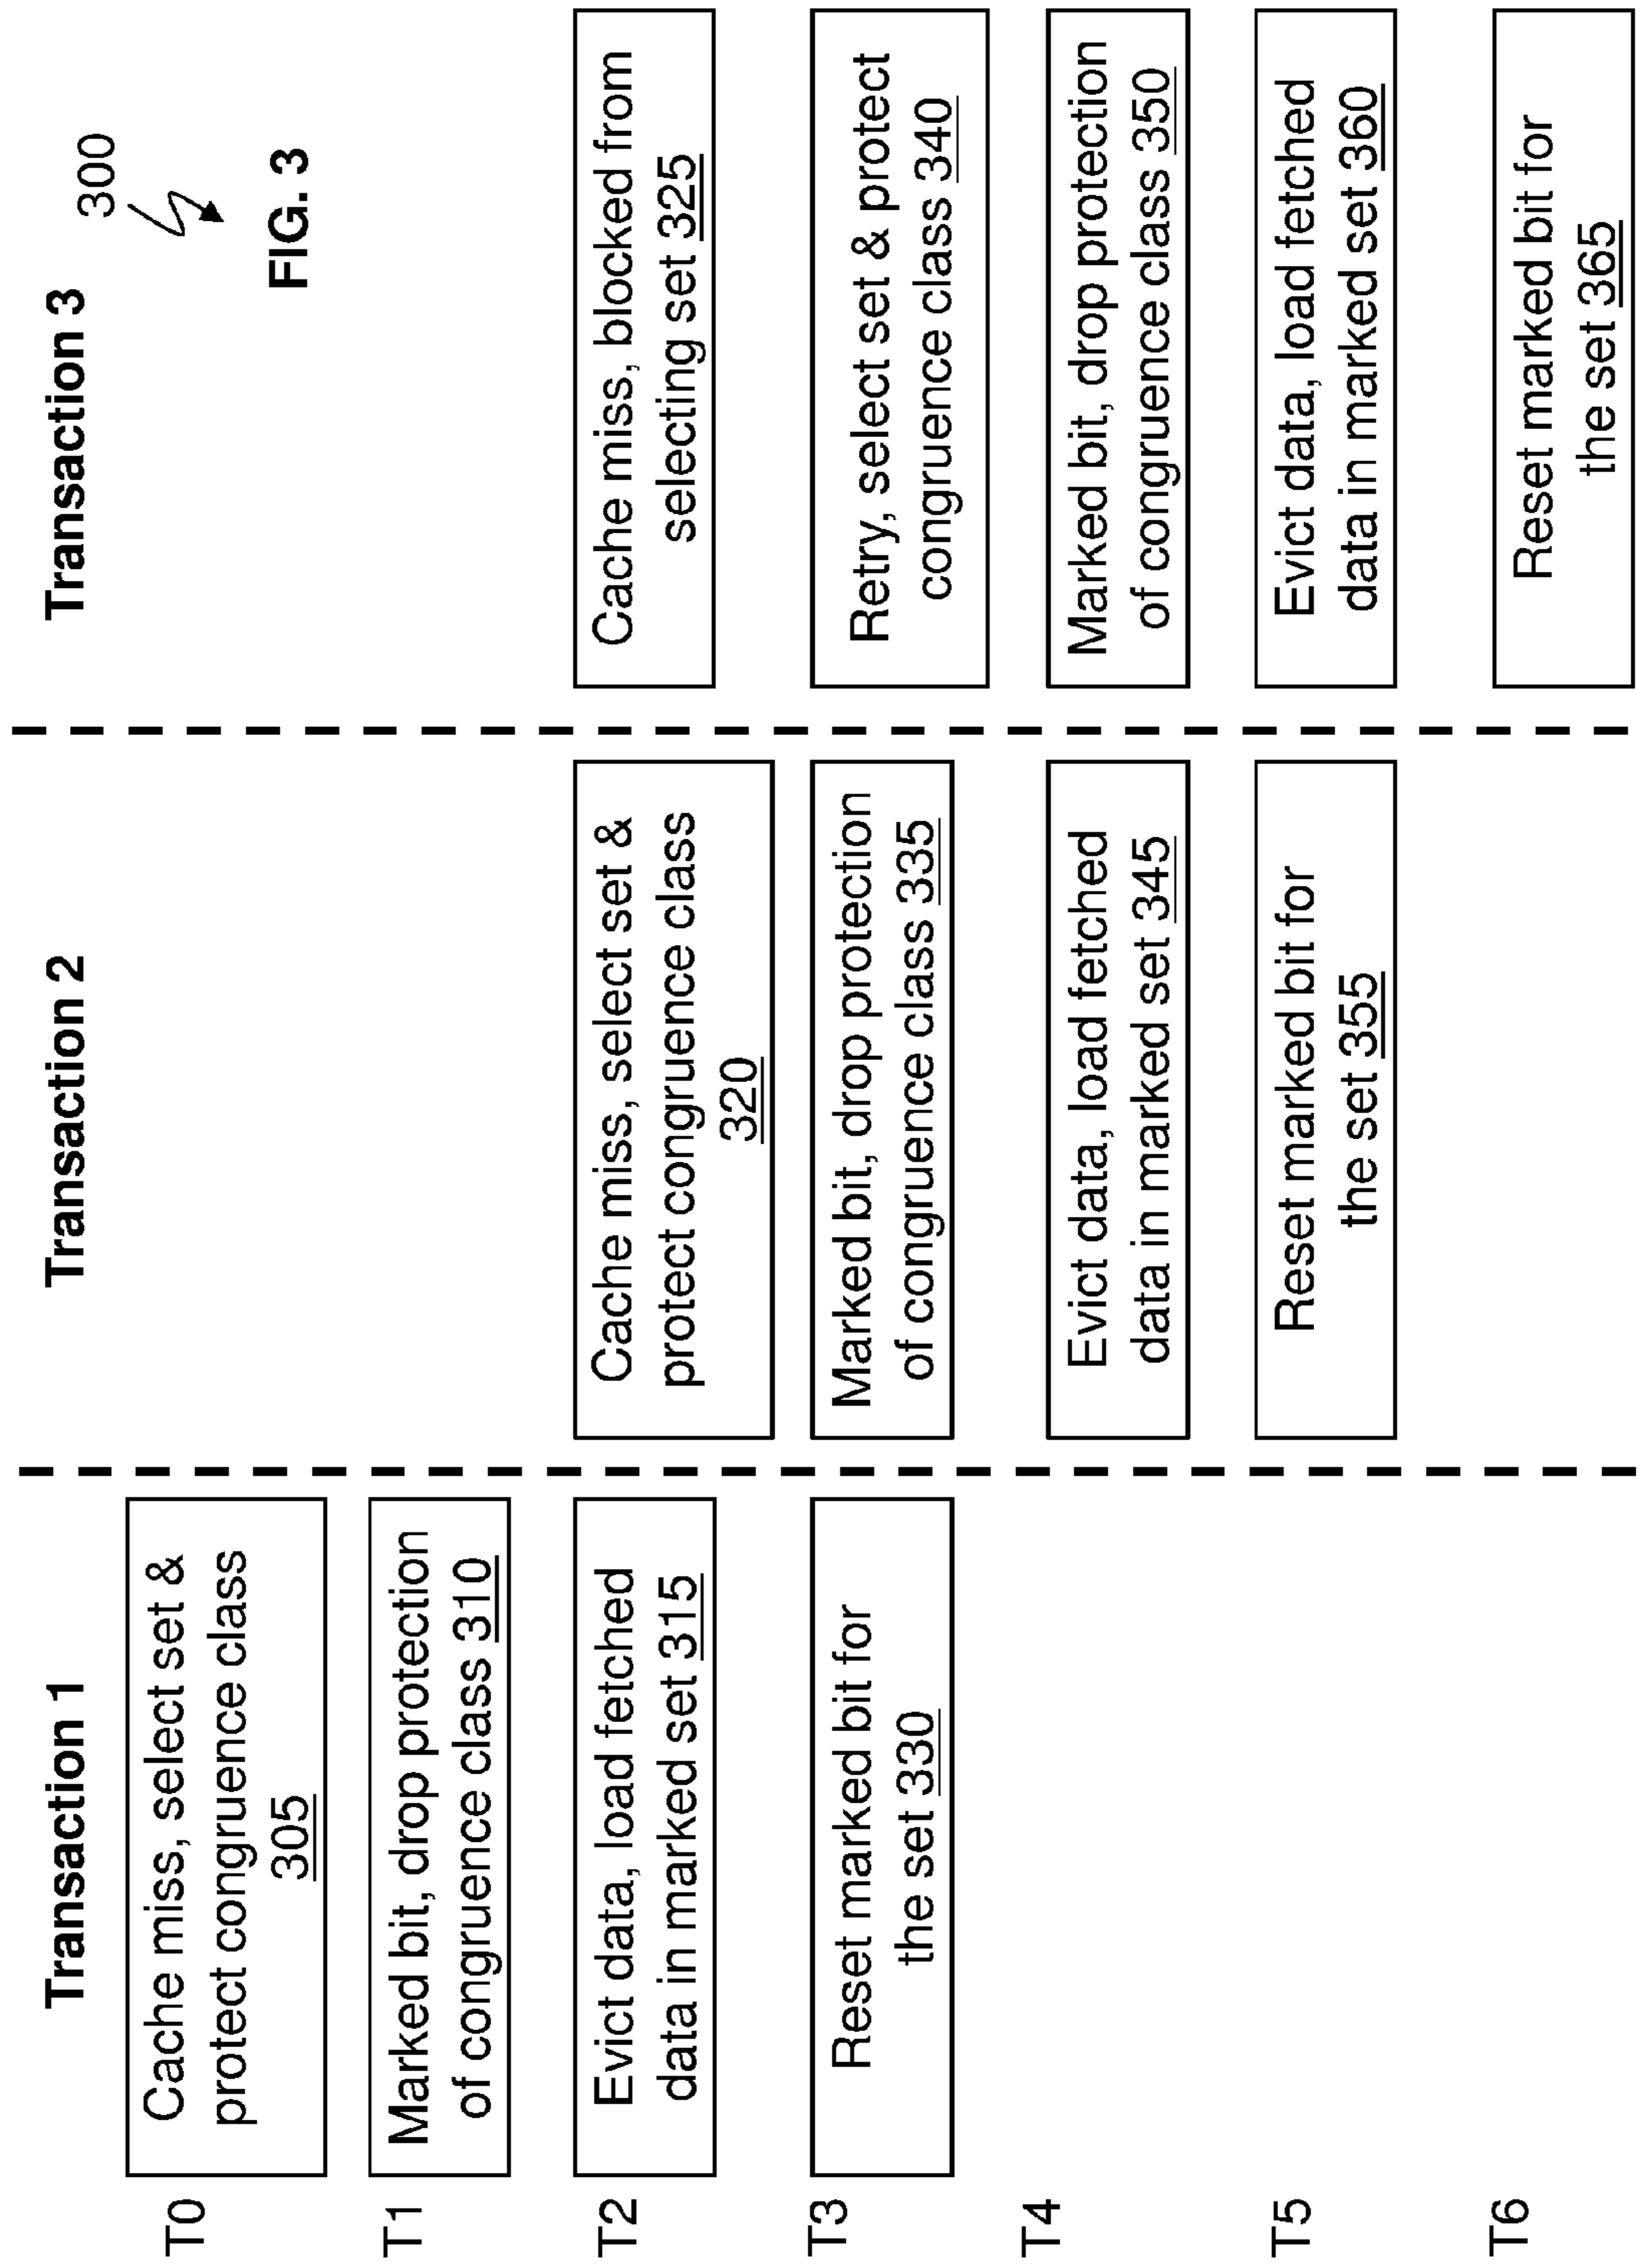 Transaction 1
Transaction 2
Transaction 3
300
FIG. 3
T0
Cache miss, select set &
protect congruence class
305
T1
Marked bit, drop protection
of congruence class 310
T2
Evict data, load fetched
data in marked set 315
Cache miss, select set &
protect congruence class
320
Cache miss, blocked from
selecting set 325
T3
Reset marked bit for
the set 330
Marked bit, drop protection
of congruence class 335
Retry, select set & protect
congruence class 340
T4
Evict data, load fetched
data in marked set 345
Marked bit, drop protection
of congruence class 350
T5
Reset marked bit for
the set 355
Evict data, load fetched
data in marked set 360
T6
Reset marked bit for
the set 365